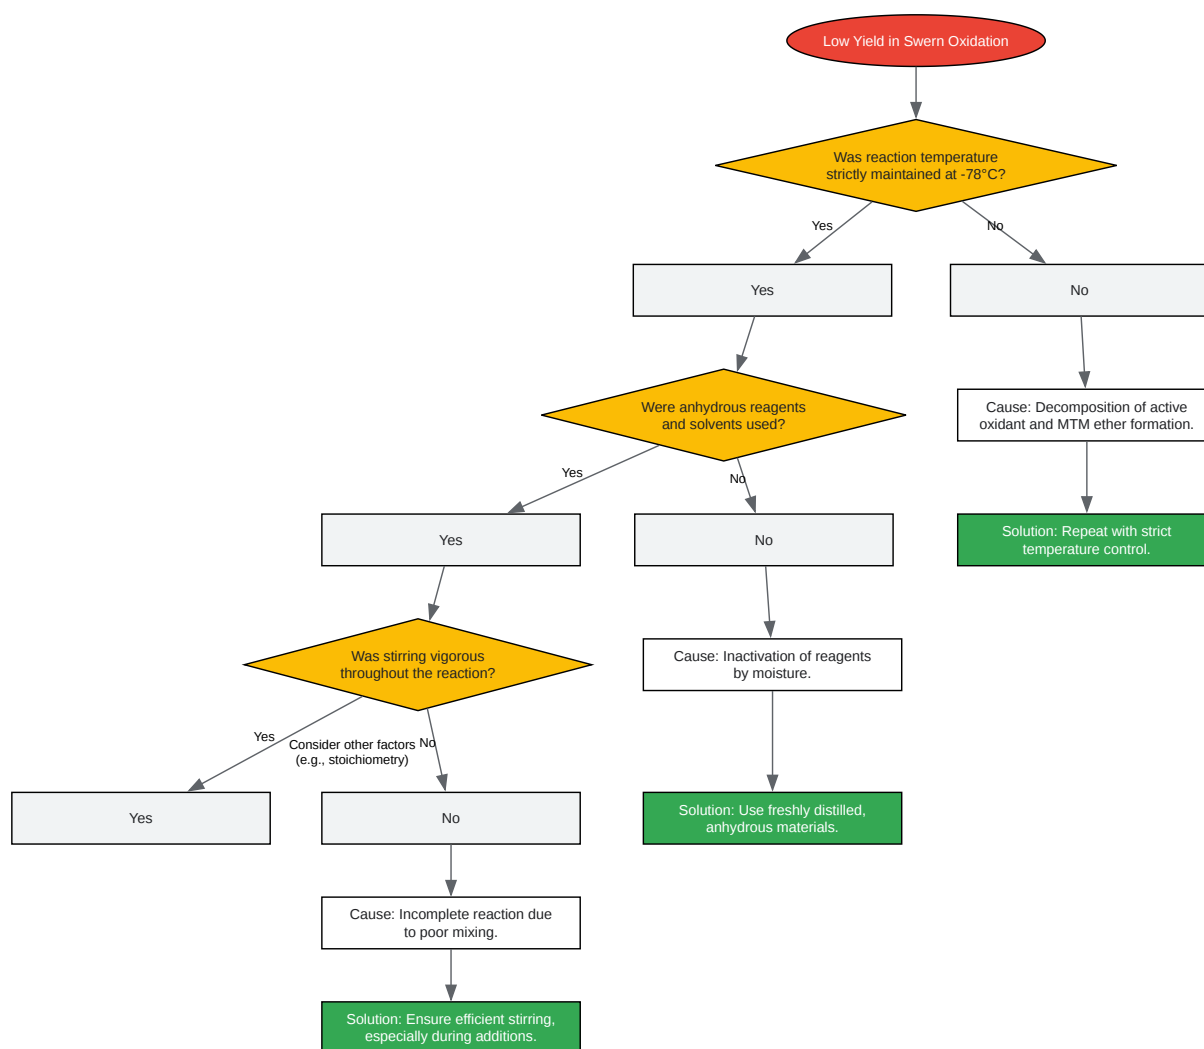 Low Yield in Swern Oxidation
Was reaction temperature
strictly maintained at -78°C?
Yes
No
Yes
No
Were anhydrous reagents
and solvents used?
Cause: Decomposition of active
oxidant and MTM ether formation.
Yes
No
Yes
No
Solution: Repeat with strict
temperature control.
Was stirring vigorous
throughout the reaction?
Cause: Inactivation of reagents
by moisture.
Yes
Consider other factors
(e.g., stoichiometry)
No
Yes
No
Solution: Use freshly distilled,
anhydrous materials.
Cause: Incomplete reaction due
to poor mixing.
Solution: Ensure efficient stirring,
especially during additions.